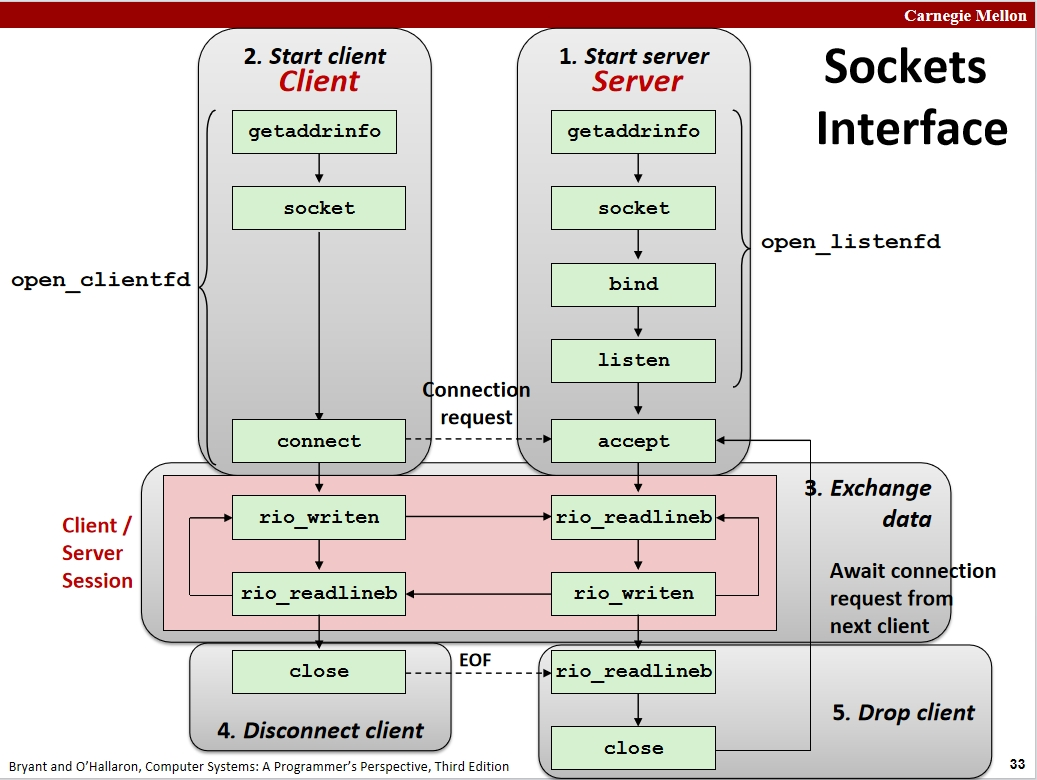 Carnegie Mellon
Sockets
Interface
2. Start client
Client
1. Start server
Server
getaddrinfo
socket
open_clientfd
connect
getaddrinfo
socket
bind
listen
open_listenfd
Connection
request
accept
3. Exchange
data
Client /
Server
Session
rio_writen
rio_readlineb
rio_readlineb
rio_writen
Await connection
request from
next client
close
EOF
rio_readlineb
4. Disconnect client
5. Drop client
close
Bryant and O'Hallaron, Computer Systems: A Programmer's Perspective, Third Edition
33